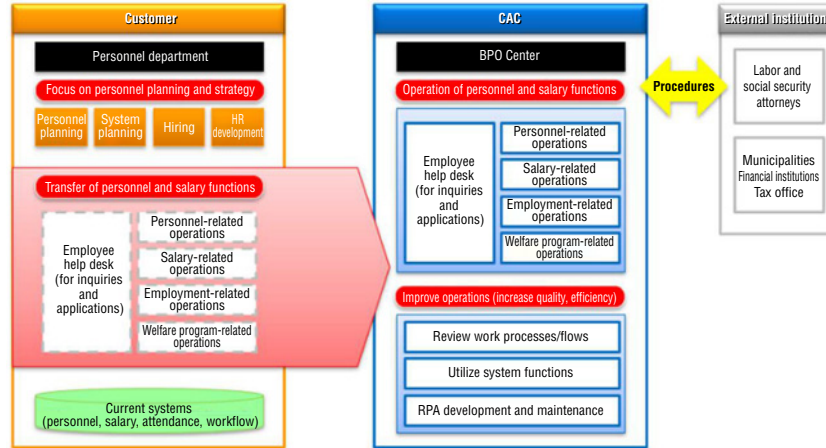 Customer
Personnel department
Focus on personnel planning and strategy
Personnel
planning
System
planning
Hiring
HR
development
Transfer of personnel and salary functions
Employee
help desk
(for inquiries
and
applications)
Personnel-related
operations
Salary-related
operations
Employment-related
operations
Welfare program-related
operations
Current systems
(personnel, salary, attendance, workflow)
CAC
BPO Center
Operation of personnel and salary functions
Employee
help desk
(for inquiries
and
applications)
Personnel-related
operations
Salary-related
operations
Employment-related
operations
Welfare program-related
operations
Improve operations (increase quality, efficiency)
Review work processes/flows
Utilize system functions
RPA development and maintenance
Procedures
External institution
Labor and
social security
attorneys
Municipalities
Financial institutions
Tax office